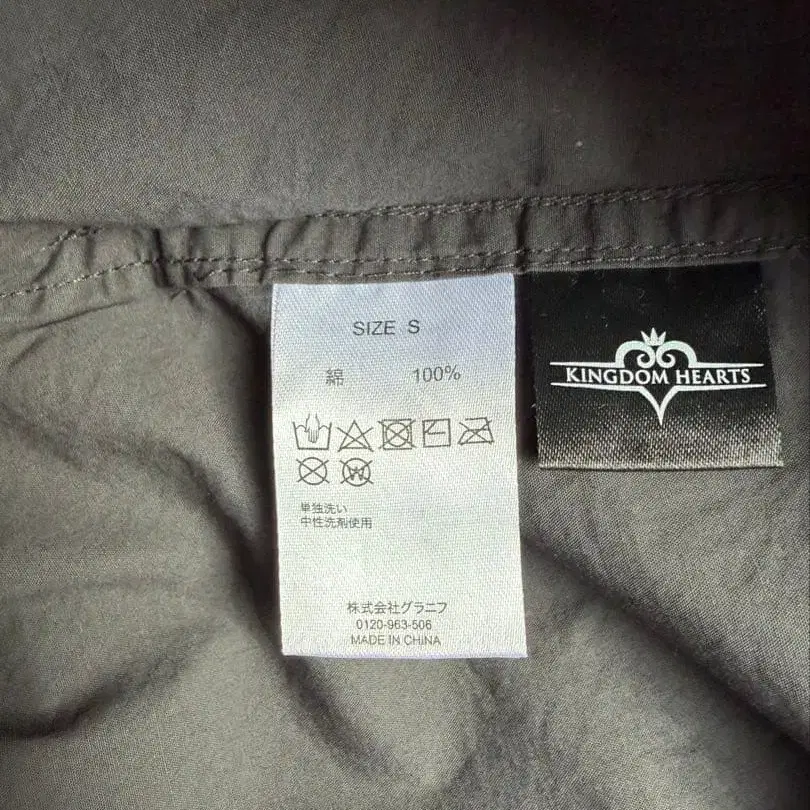 SIZE S
綿 100%
単独洗い
中性洗剤使用
株式会社グラニフ
0120-963-506
MADE IN CHINA
KINGDOM HEARTS